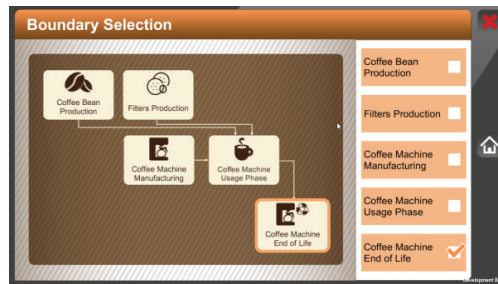 Boundary Selection
Coffee Bean
Production
Filters Production
Coffee Machine
Manufacturing
Coffee Machine
Usage Phase
Coffee Machine
End of Life
Coffee Bean
Production
Filters Production
Coffee Machine
Manufacturing
Coffee Machine
Usage Phase
Coffee Machine
End of Life